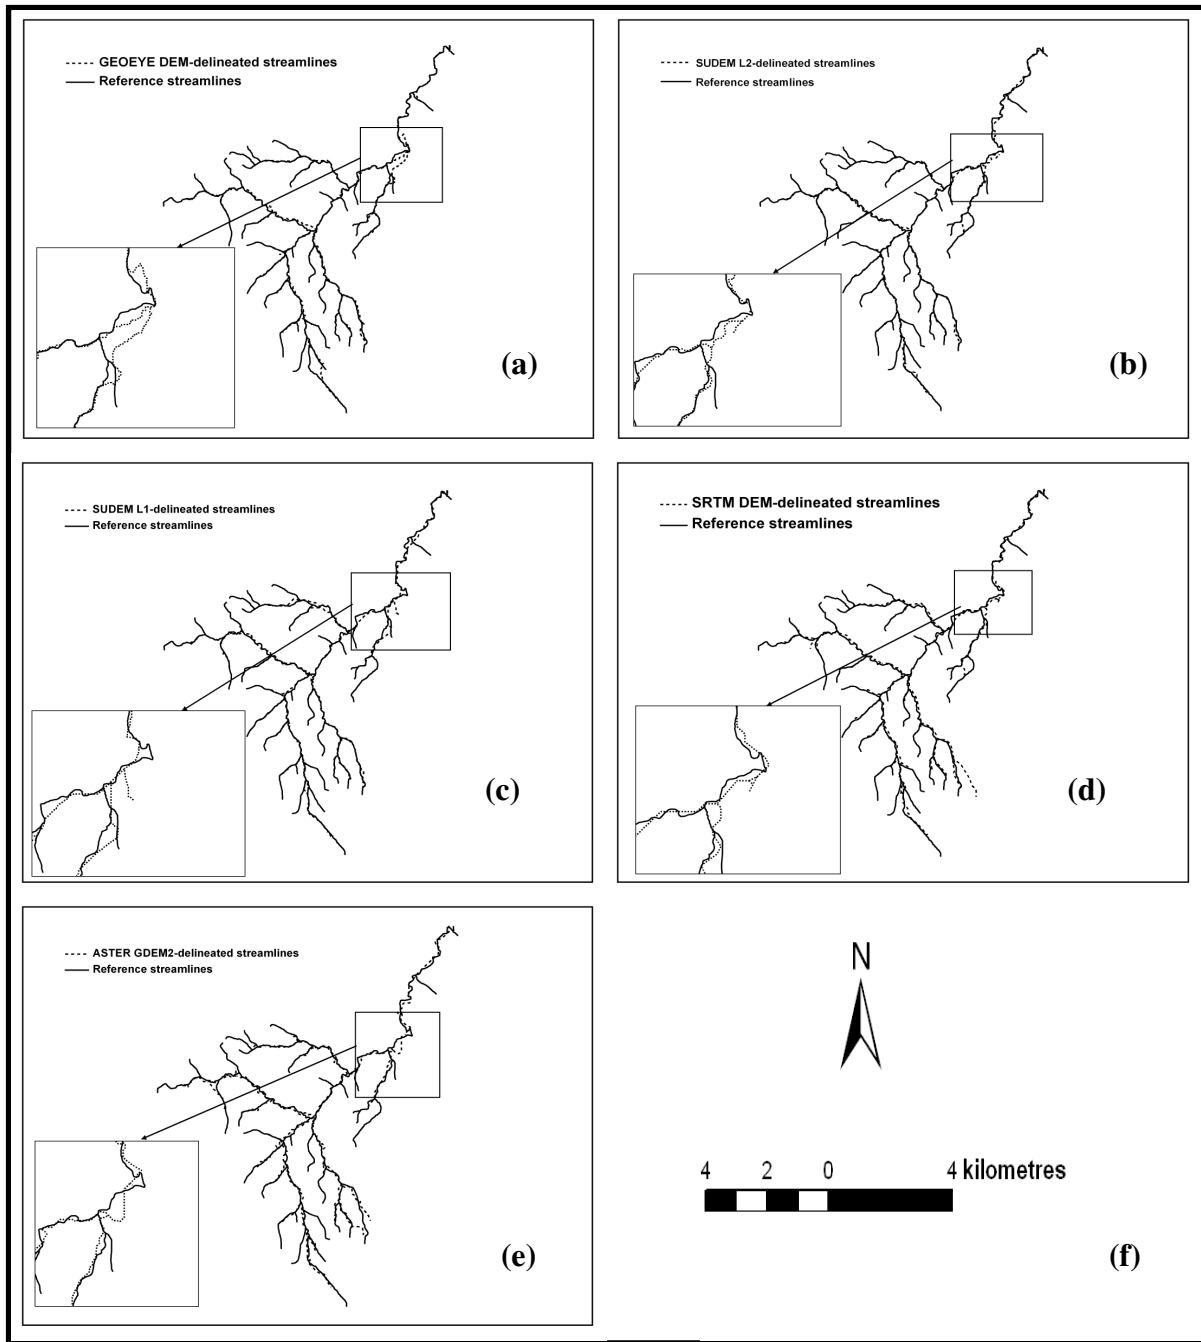 GEOEYE DEM-delineated streamlines
Reference streamlines
(a)
SUDEM L2-delineated streamlines
Reference streamlines
(b)
SUDEM L1-delineated streamlines
Reference streamlines
(c)
SRTM DEM-delineated streamlines
Reference streamlines
(d)
ASTER GDEM2-delineated streamlines
Reference streamlines
(e)
N
4 2 0 4 kilometres
(f)